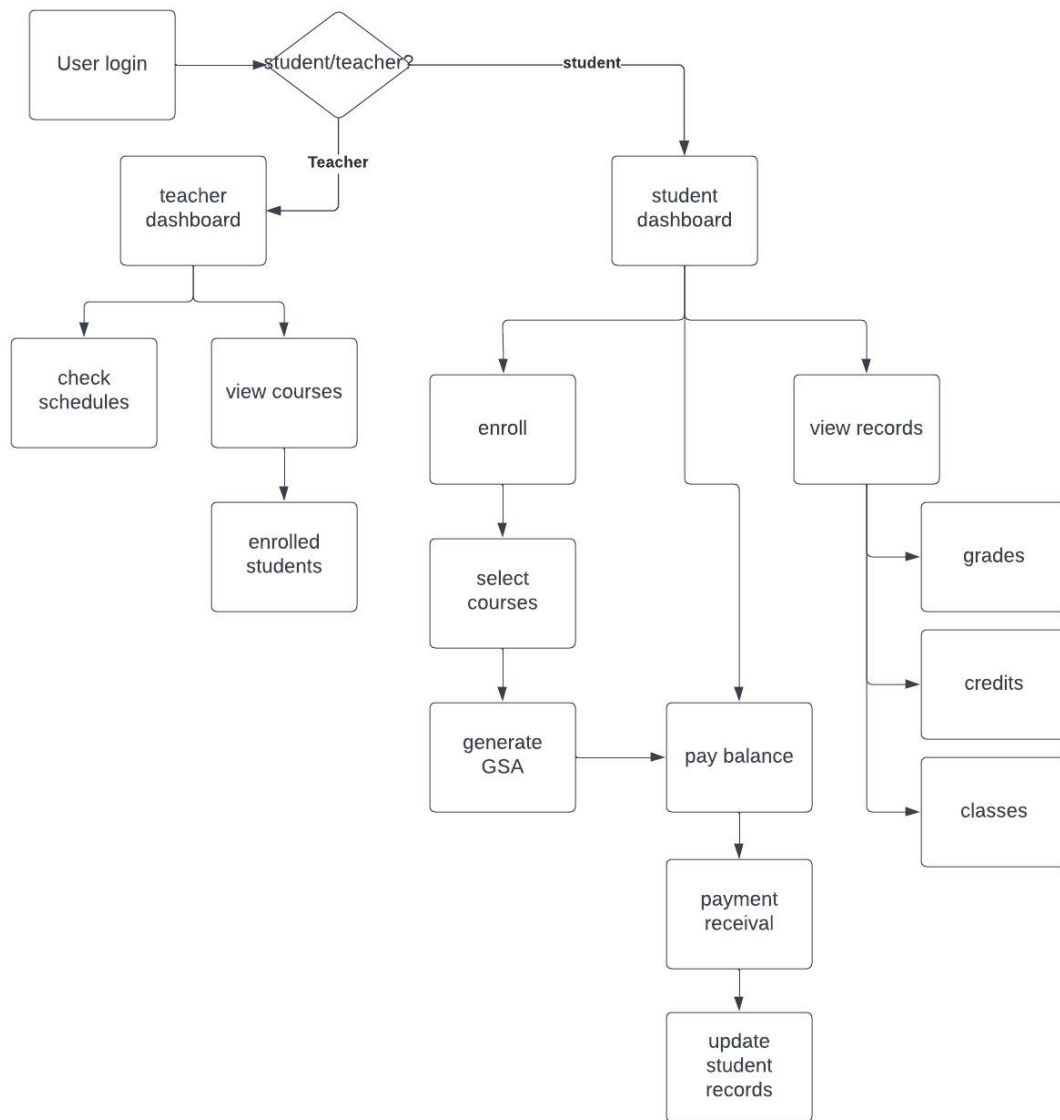 User login
student/teacher?
student
Teacher
teacher
dashboard
student
dashboard
check
schedules
view courses
enroll
view records
enrolled
students
grades
select
courses
credits
generate
GSA
pay balance
classes
payment
receival
update
student
records